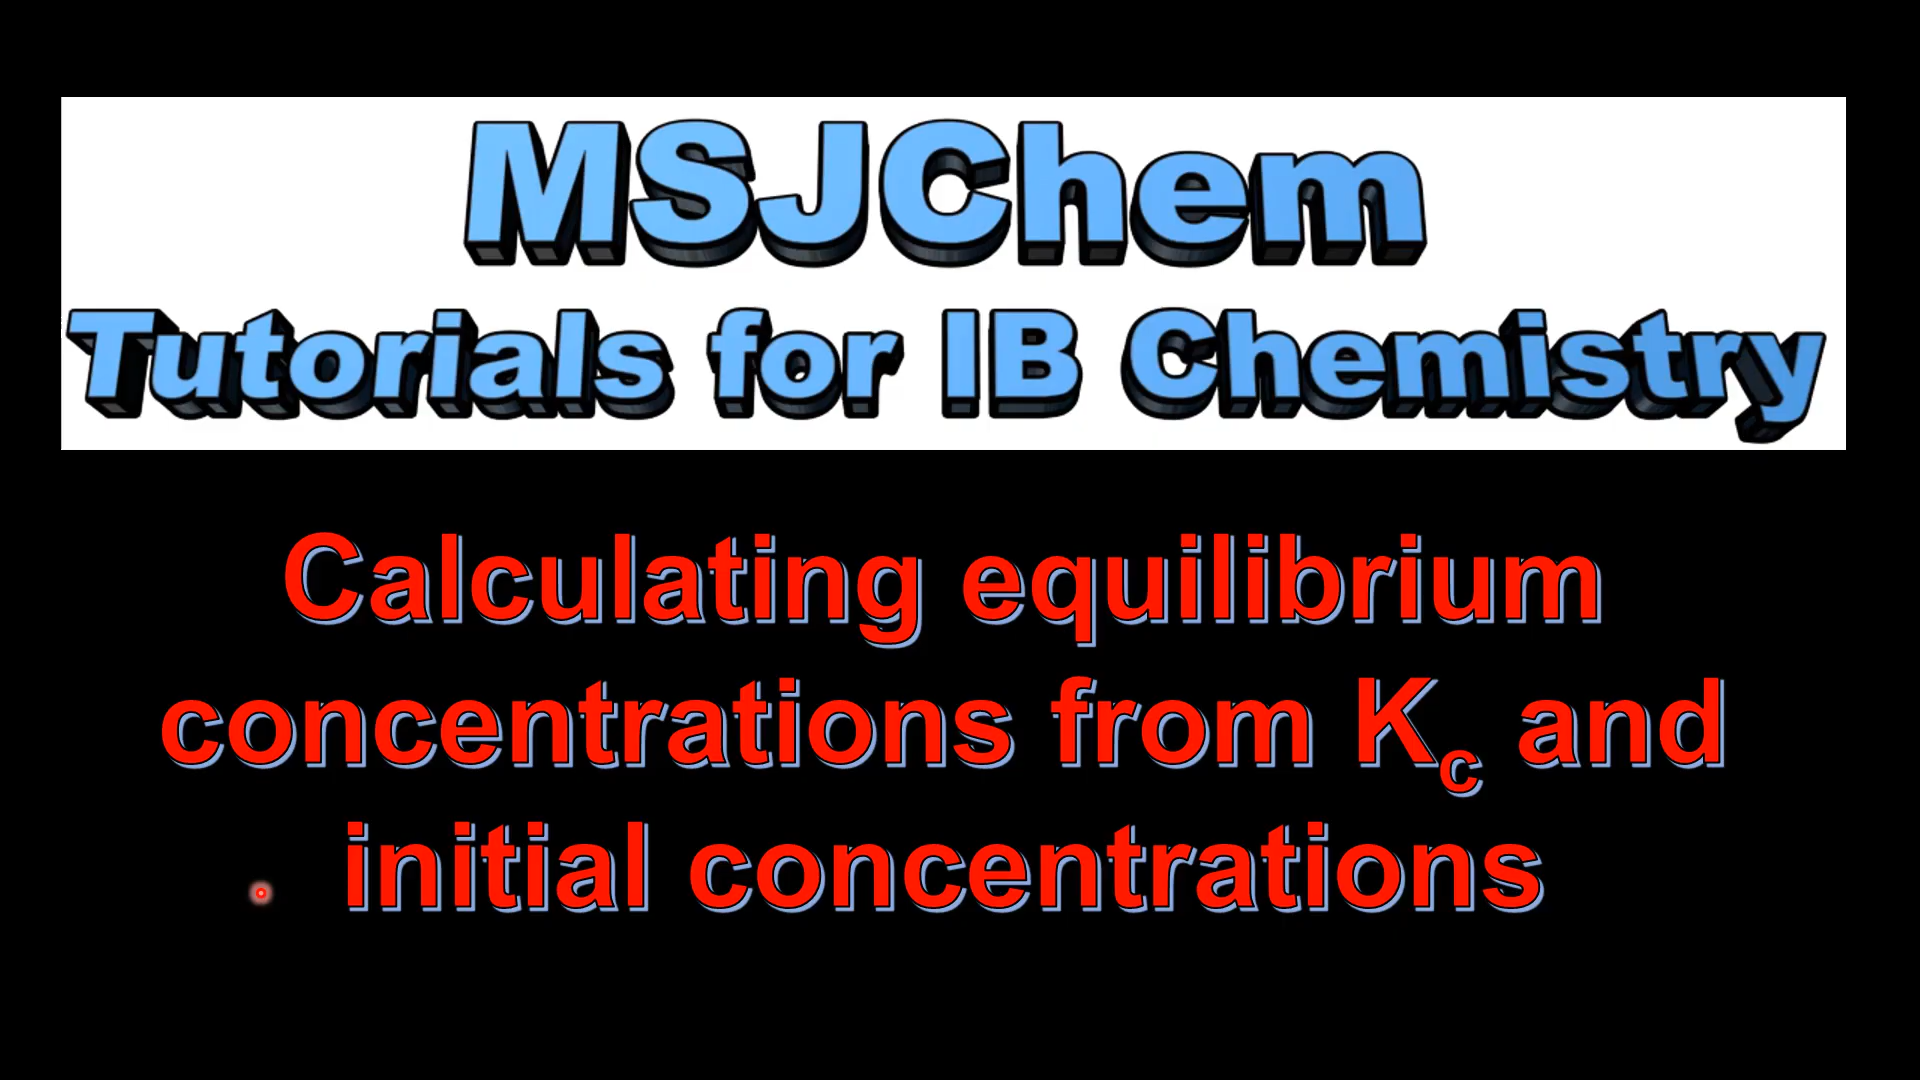 MSJChem
Tutorials for IB Chemistry
Calculating equilibrium
concentrations from Kc and
initial concentrations